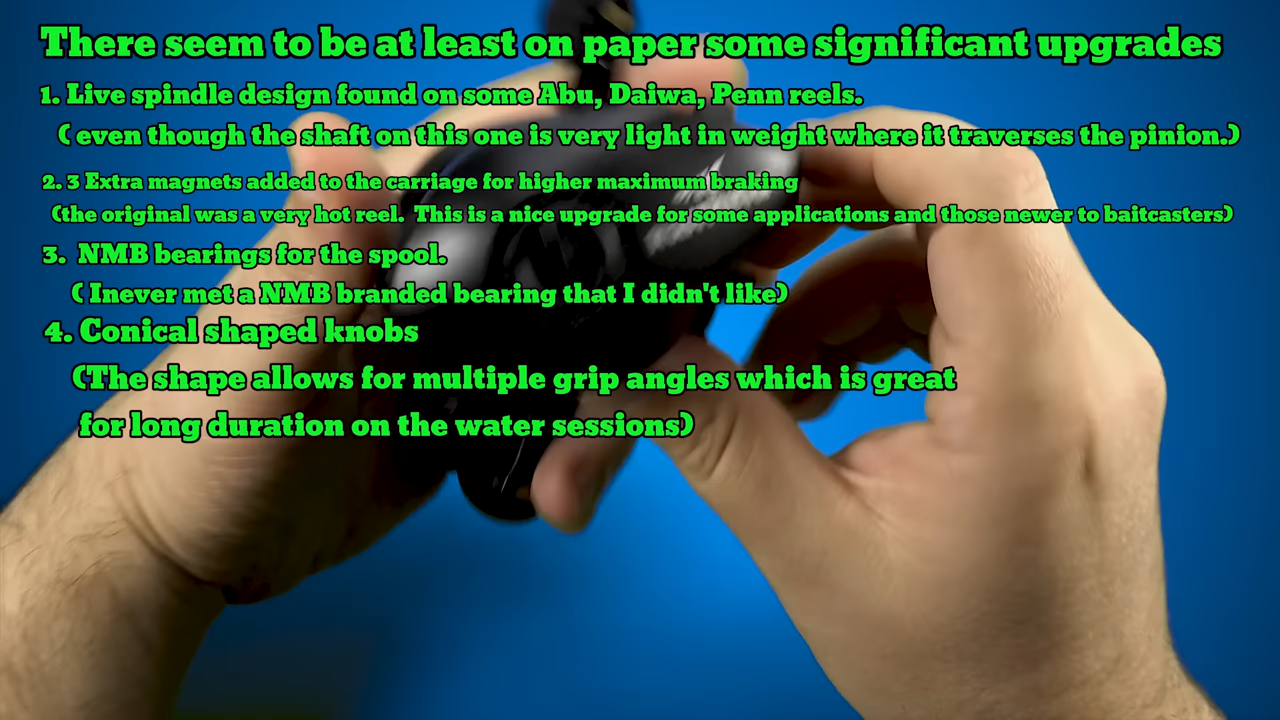 There seem to be at least on paper some significant upgrades
1. Live spindle design found on some Abu, Daiwa, Penn reels.
( even though the shaft on this one is very light in weight where it traverses the pinion.)
2. 3 Extra magnets added to the carriage for higher maximum braking
(the original was a very hot reel. This is a nice upgrade for some applications and those newer to baitcasters)
3. NMB bearings for the spool.
( Inever met a NMB branded bearing that I didn't like)
4. Conical shaped knobs
(The shape allows for multiple grip angles which is great
for long duration on the water sessions)